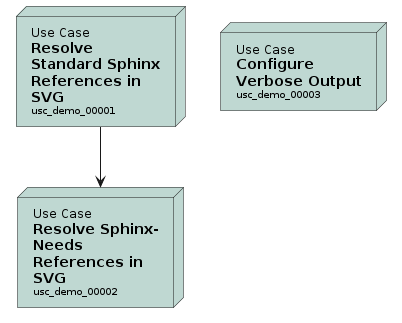 Use Case
Resolve
Standard Sphinx
References in
SVG
usc_demo_00001
Use Case
Configure
Verbose Output
usc_demo_00003
Use Case
Resolve Sphinx-
Needs
References in
SVG
usc_demo_00002